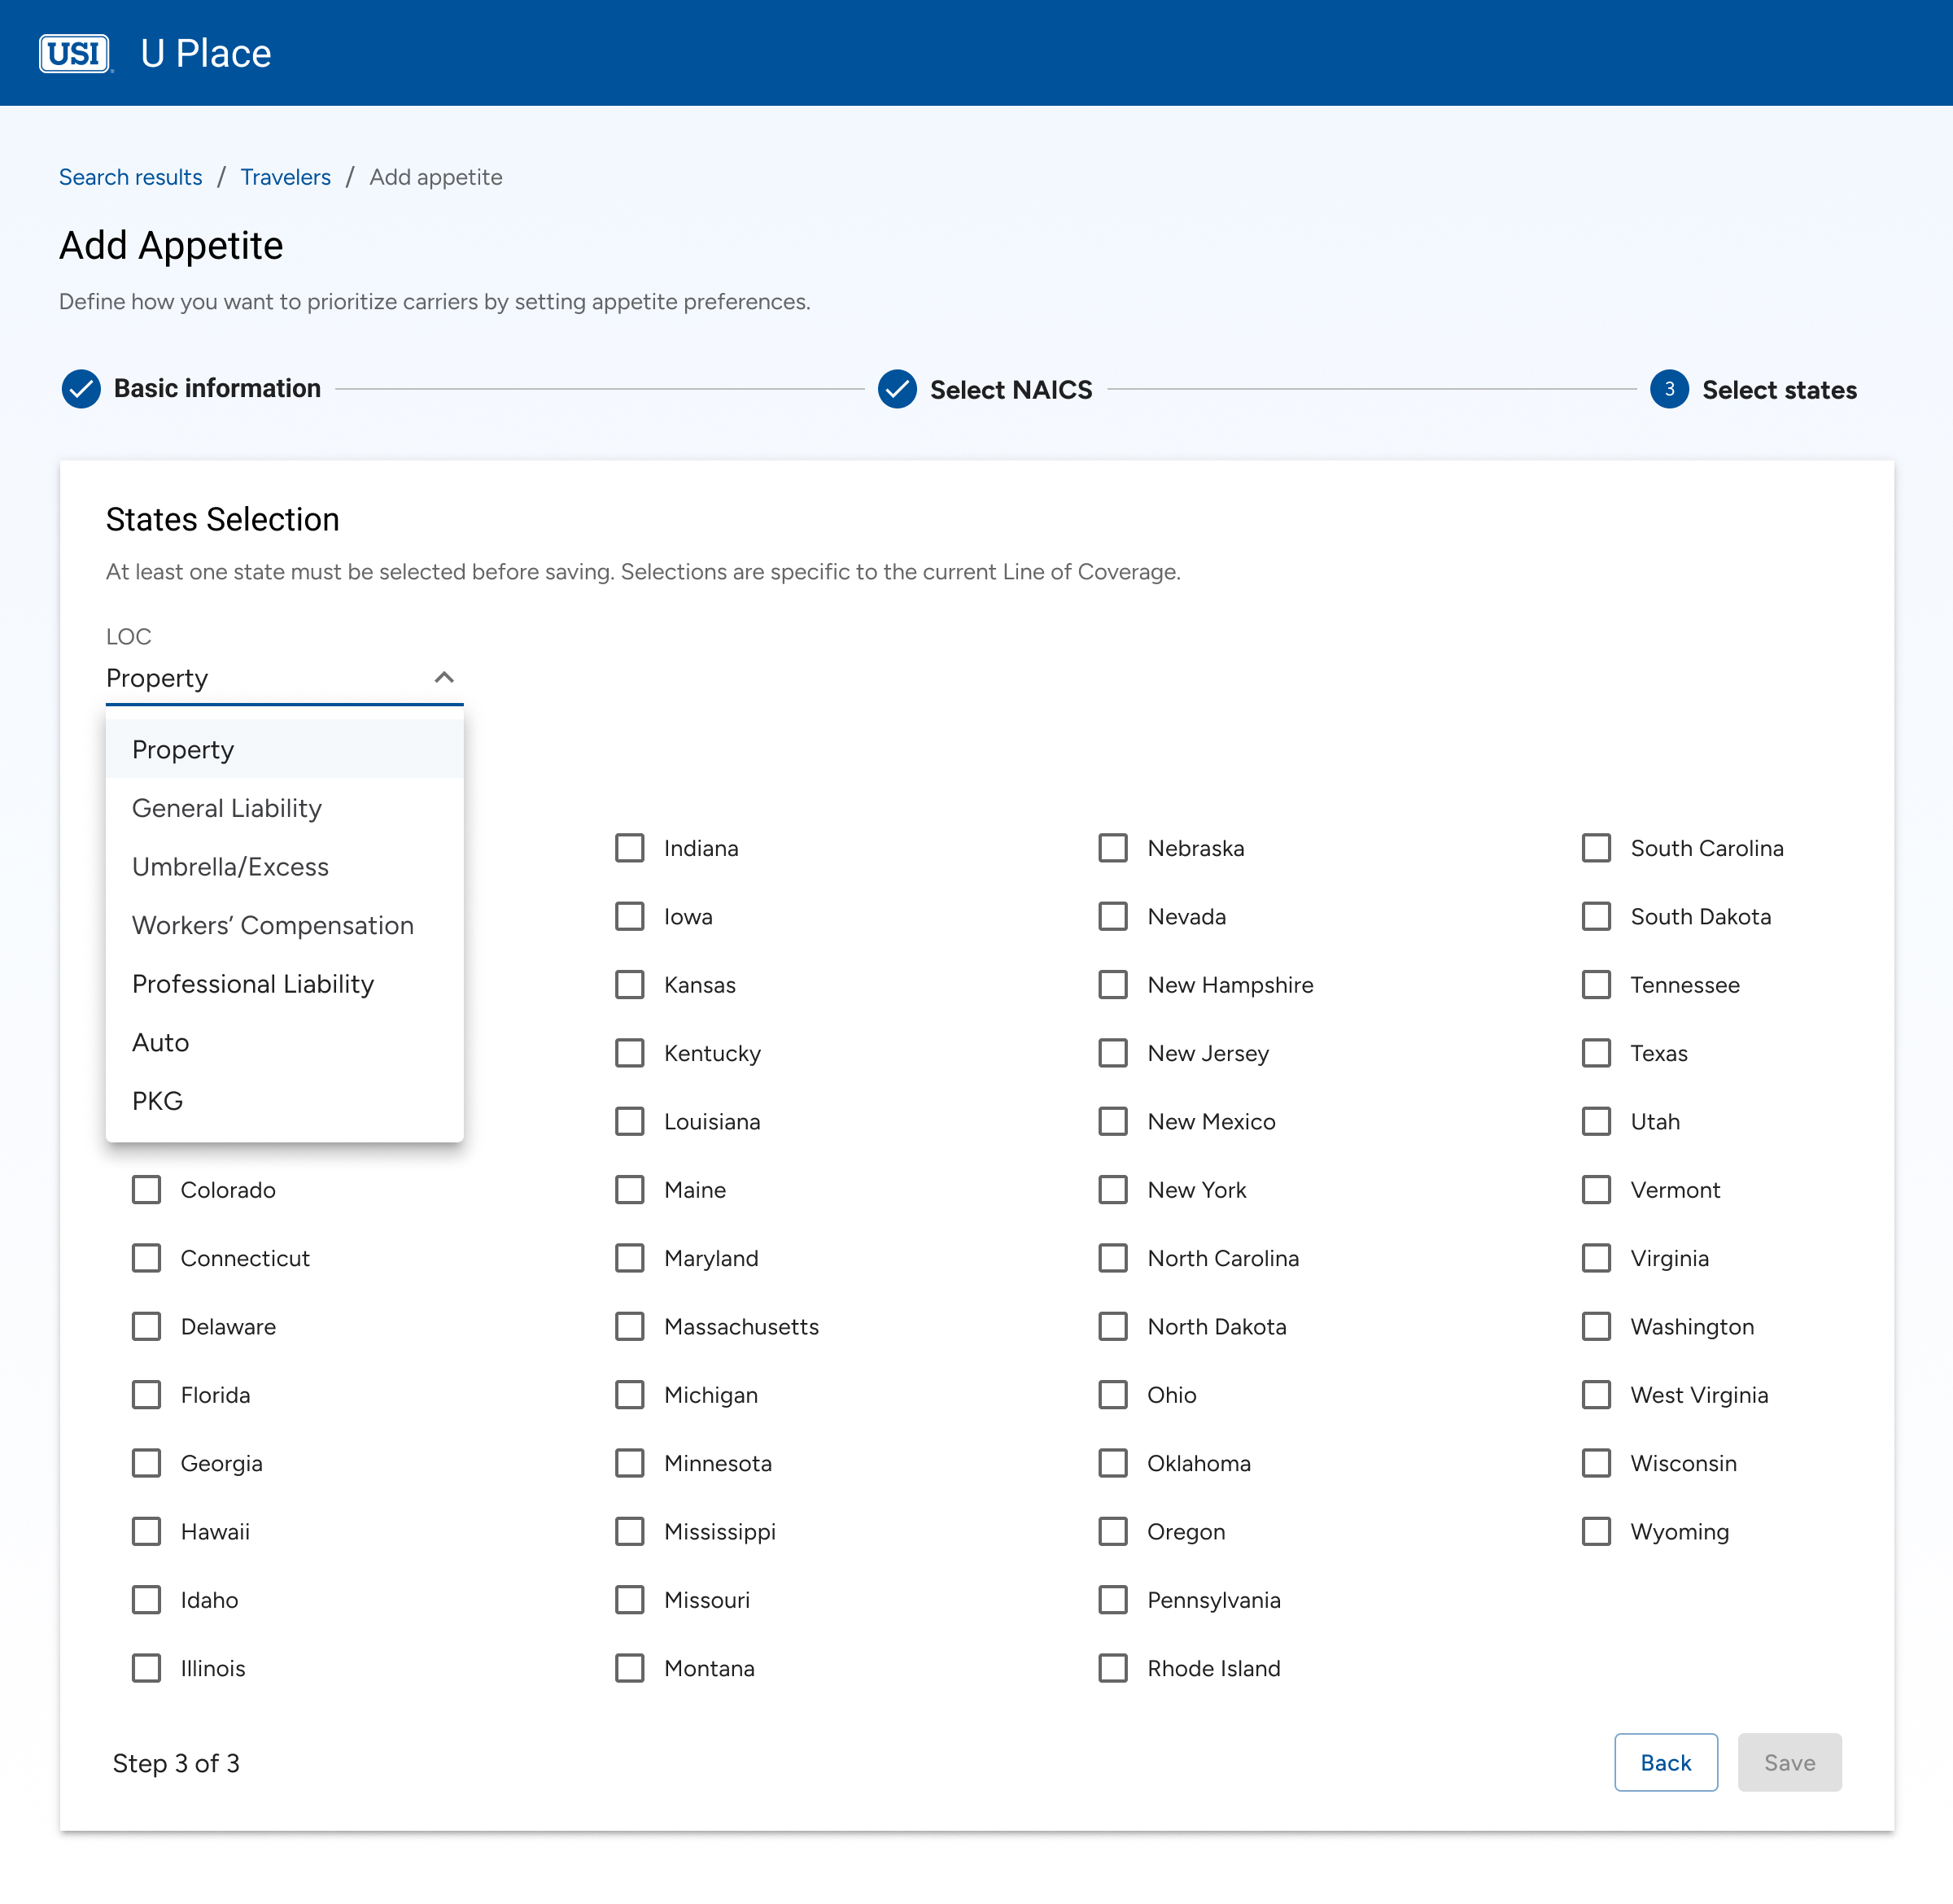 USI U Place
Search results / Travelers / Add appetite
Add Appetite
Define how you want to prioritize carriers by setting appetite preferences.
Basic information
Select NAICS
3 Select states
States Selection
At least one state must be selected before saving. Selections are specific to the current Line of Coverage.
LOC
Property
Property
General Liability
Umbrella/Excess
Workers’ Compensation
Professional Liability
Auto
PKG
Colorado
Connecticut
Delaware
Florida
Georgia
Hawaii
Idaho
Illinois
Indiana
Iowa
Kansas
Kentucky
Louisiana
Maine
Maryland
Massachusetts
Michigan
Minnesota
Mississippi
Missouri
Montana
Nebraska
Nevada
New Hampshire
New Jersey
New Mexico
New York
North Carolina
North Dakota
Ohio
Oklahoma
Oregon
Pennsylvania
Rhode Island
South Carolina
South Dakota
Tennessee
Texas
Utah
Vermont
Virginia
Washington
West Virginia
Wisconsin
Wyoming
Step 3 of 3
Back
Save